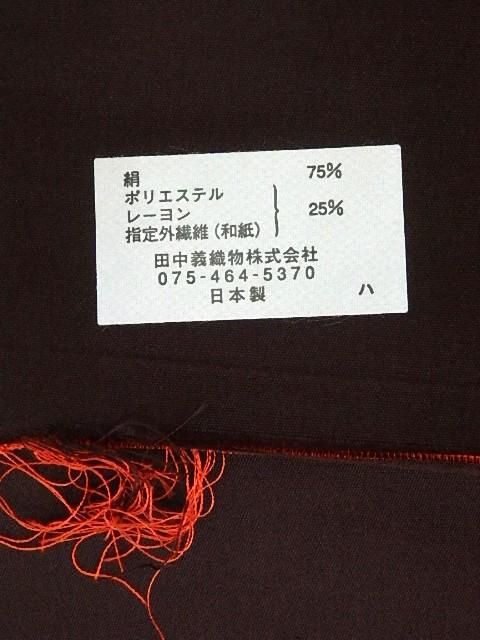 絹 75%
ポリエステル
レーヨン 25%
指定外繊維(和紙)
田中義織物株式会社
075-464-5370
日本製 ハ